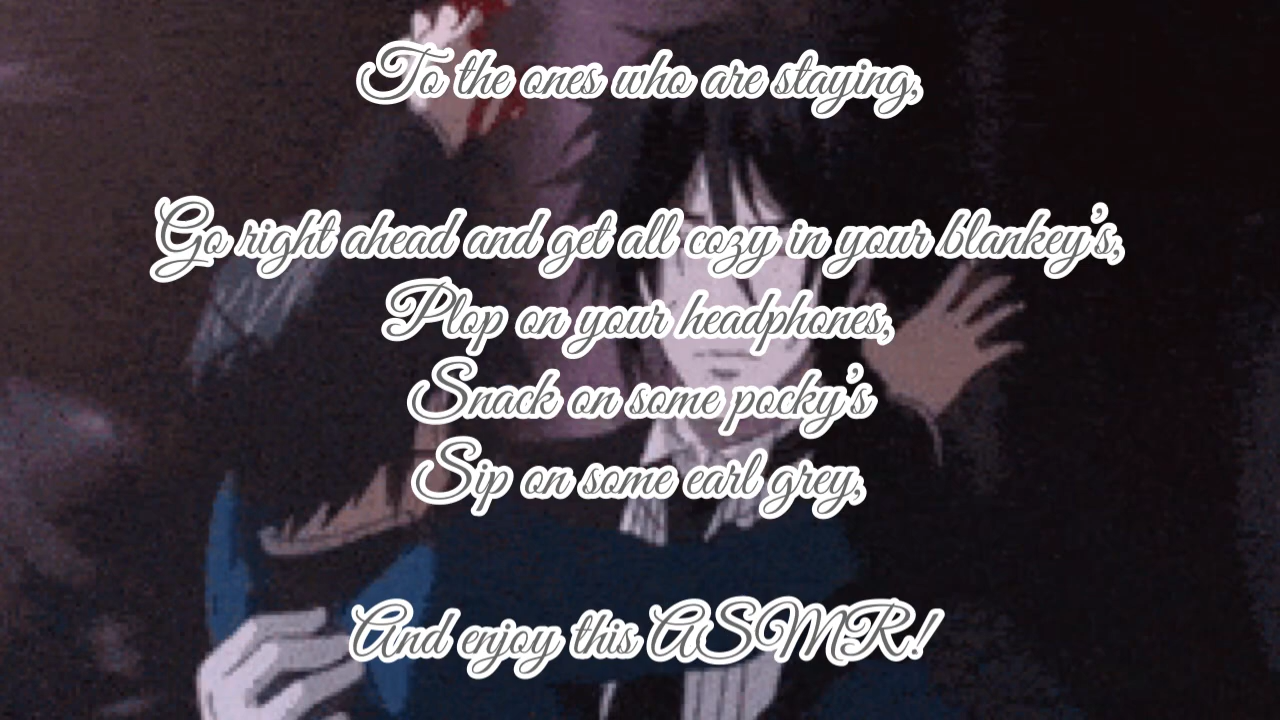 To the ones who are staying,
Go right ahead and get all cozy in your blankey's,
Plop on your headphones,
Snack on some pocky's
Sip on some earl grey,
And enjoy this ASMR!